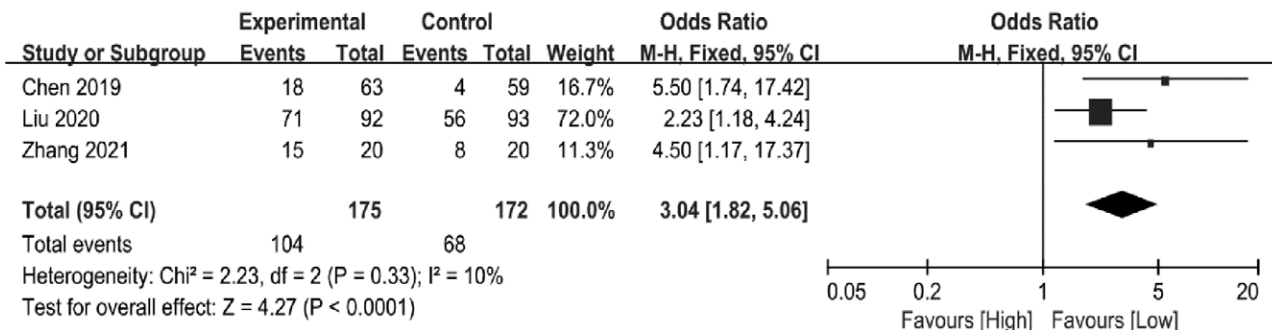 Experimental Control Odds Ratio Odds Ratio
Study or Subgroup Events Total Events Total Weight M-H, Fixed, 95% CI M-H, Fixed, 95% CI
Chen 2019 18 63 4 59 16.7% 5.50 [1.74, 17.42]
Liu 2020 71 92 56 93 72.0% 2.23 [1.18, 4.24]
Zhang 2021 15 20 8 20 11.3% 4.50 [1.17, 17.37]
Total (95% CI) 175 172 100.0% 3.04 [1.82, 5.06]
Total events 104 68
Heterogeneity: Chi² = 2.23, df = 2 (P = 0.33); I² = 10%
Test for overall effect: Z = 4.27 (P < 0.0001)
0.05 0.2 1 5 20
Favours [High] Favours [Low]